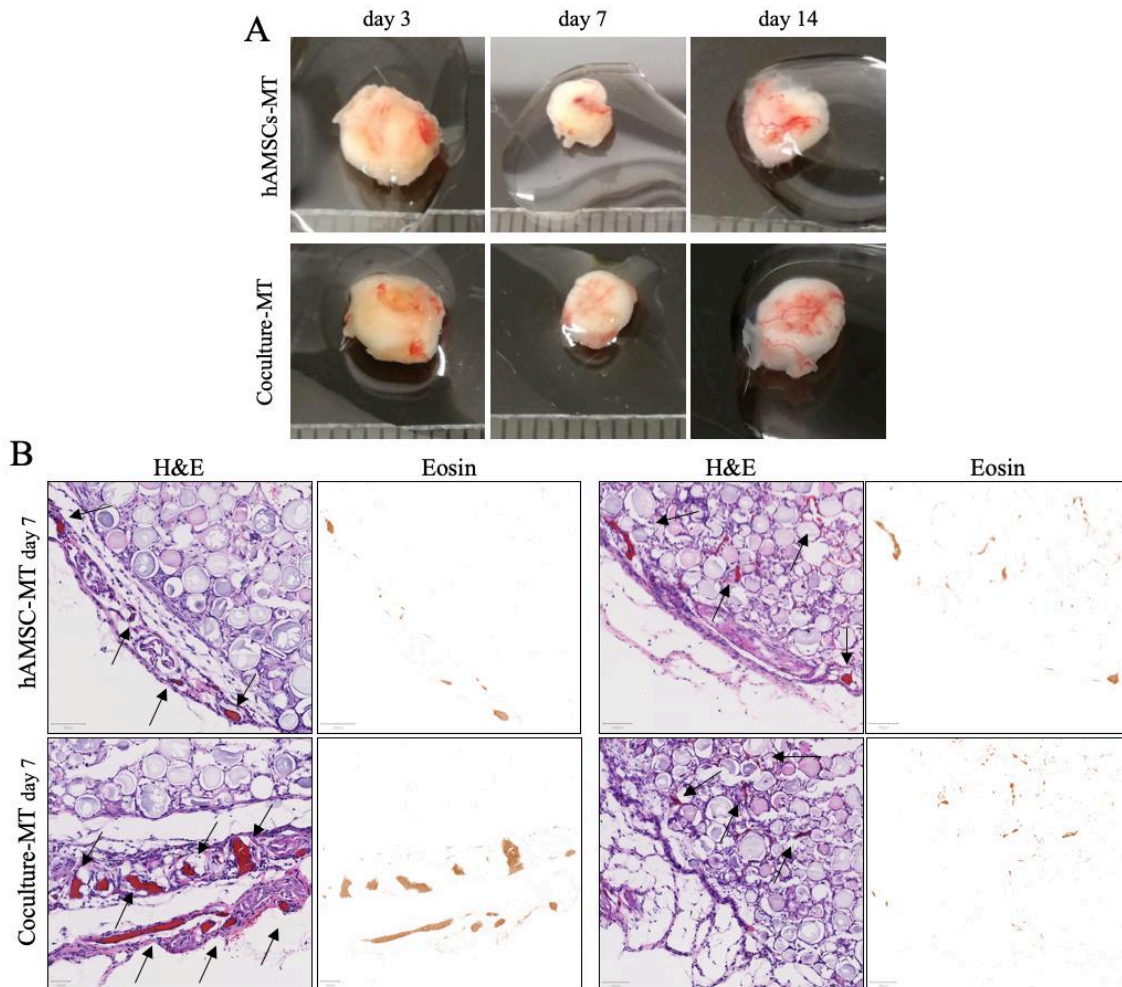 A
day 3
day 7
day 14
hAMSCs-MT
Coculture-MT
B
H&E
Eosin
H&E
Eosin
hAMSC-MT day 7
Coculture-MT day 7